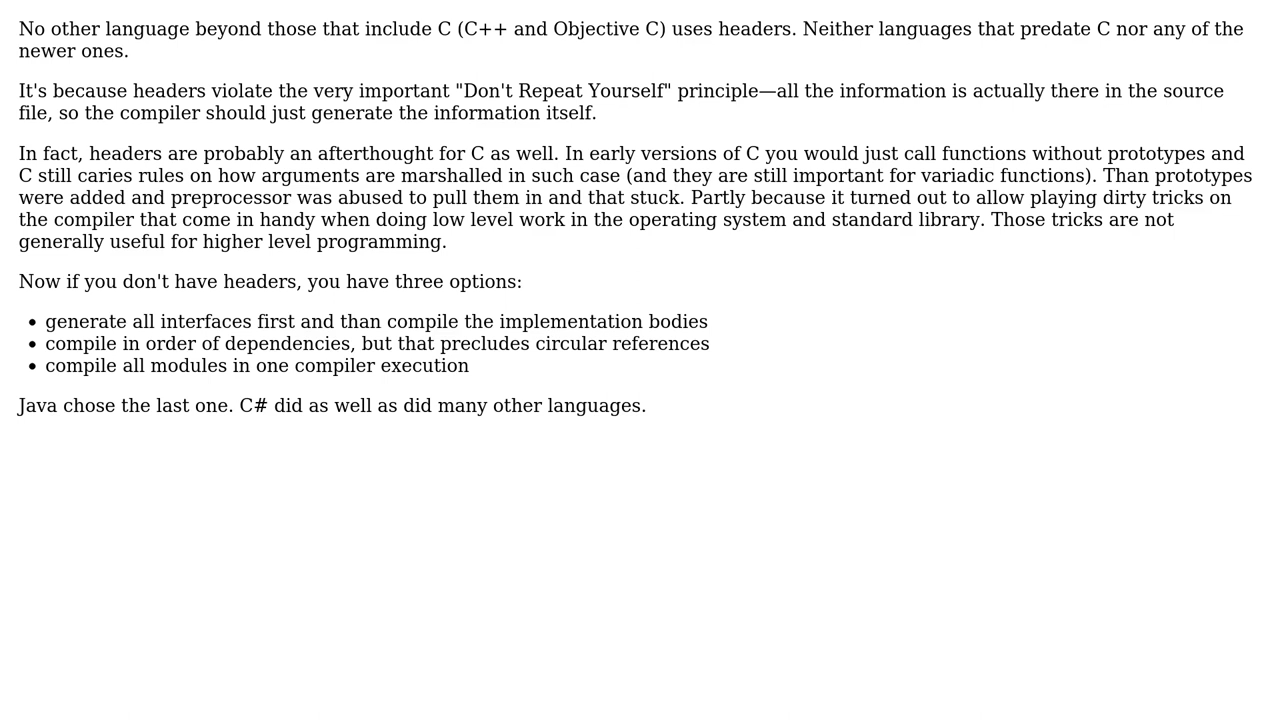 No other language beyond those that include C (C++ and Objective C) uses headers. Neither languages that predate C nor any of the
newer ones.
It's because headers violate the very important "Don't Repeat Yourself" principle—all the information is actually there in the source
file, so the compiler should just generate the information itself.
In fact, headers are probably an afterthought for C as well. In early versions of C you would just call functions without prototypes and
C still caries rules on how arguments are marshalled in such case (and they are still important for variadic functions). Than prototypes
were added and preprocessor was abused to pull them in and that stuck. Partly because it turned out to allow playing dirty tricks on
the compiler that come in handy when doing low level work in the operating system and standard library. Those tricks are not
generally useful for higher level programming.
Now if you don't have headers, you have three options:
• generate all interfaces first and than compile the implementation bodies
• compile in order of dependencies, but that precludes circular references
• compile all modules in one compiler execution
Java chose the last one. C# did as well as did many other languages.